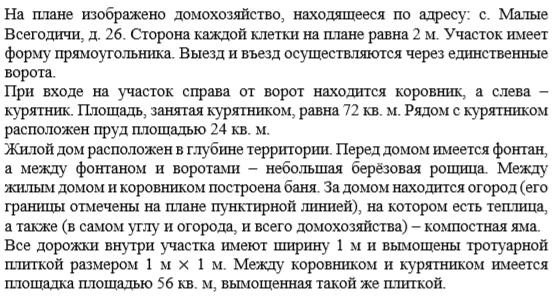 На плане изображено домохозяйство, находящееся по адресу: с. Малые
Всегодичи, д. 26. Сторона каждой клетки на плане равна 2 м. Участок имеет
форму прямоугольника. Выезд и въезд осуществляются через единственные
ворота.
При входе на участок справа от ворот находится коровник, а слева –
курятник. Площадь, занятая курятником, равна 72 кв. м. Рядом с курятником
расположен пруд площадью 24 кв. м.
Жилой дом расположен в глубине территории. Перед домом имеется фонтан,
а между фонтаном и воротами – небольшая берёзовая рощица. Между
жилым домом и коровником построена баня. За домом находится огород (его
границы отмечены на плане пунктирной линией), на котором есть теплица,
а также (в самом углу и огорода, и всего домохозяйства) – компостная яма.
Все дорожки внутри участка имеют ширину 1 м и вымощены тротуарной
плиткой размером 1 м × 1 м. Между коровником и курятником имеется
площадка площадью 56 кв. м, вымощенная такой же плиткой.